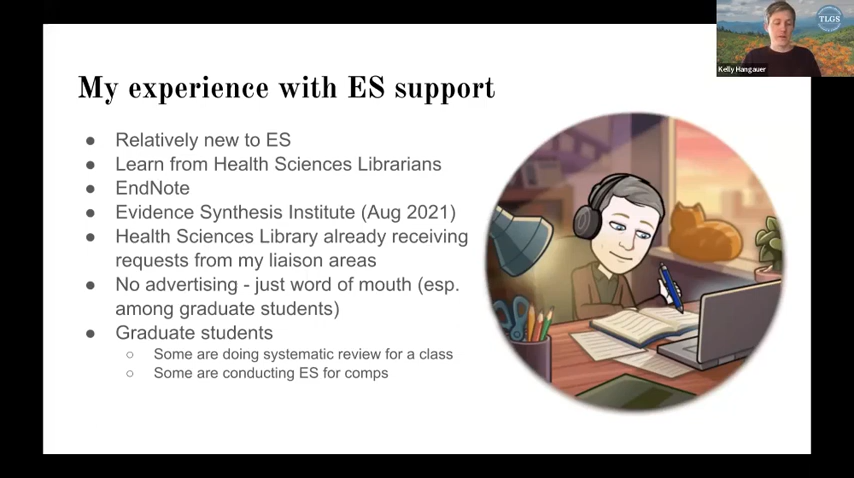 TLGS
Kelly Hangauer
My experience with ES support
● Relatively new to ES
● Learn from Health Sciences Librarians
● EndNote
● Evidence Synthesis Institute (Aug 2021)
● Health Sciences Library already receiving
requests from my liaison areas
● No advertising - just word of mouth (esp.
among graduate students)
● Graduate students
○ Some are doing systematic review for a class
○ Some are conducting ES for comps